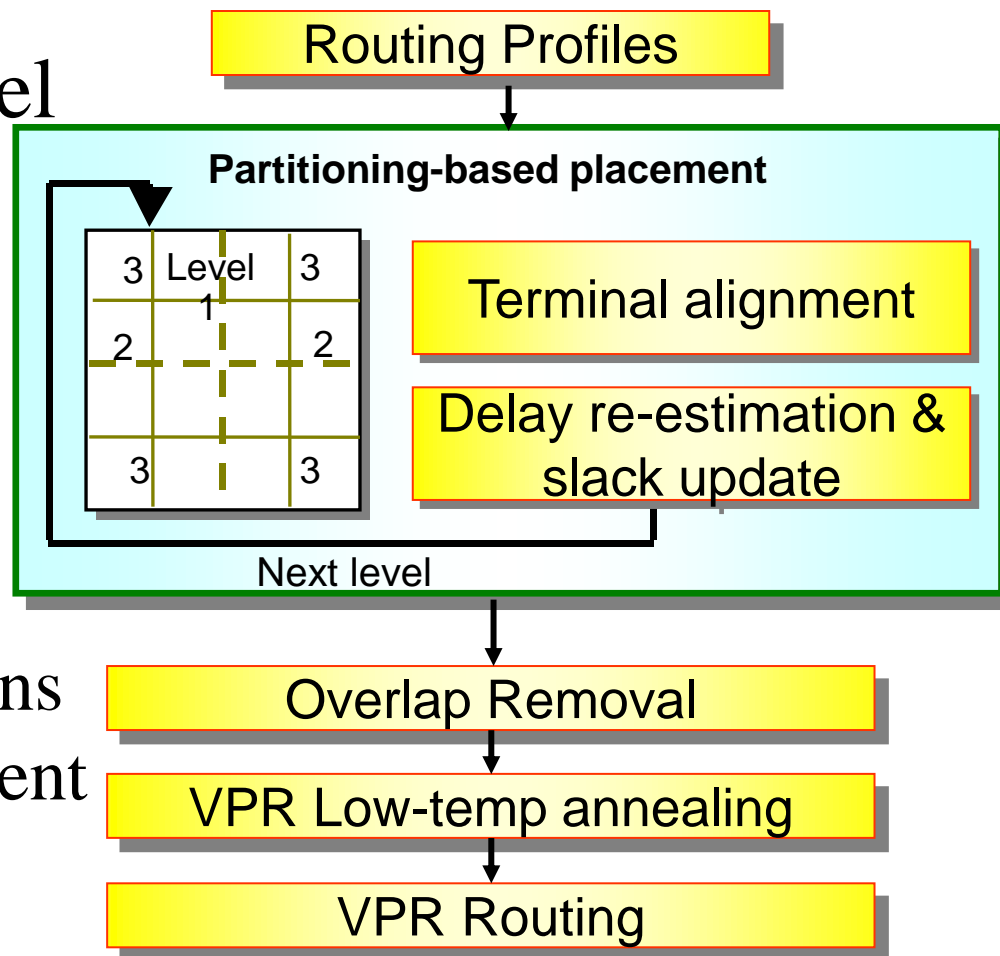 Routing Profiles
el
Partitioning-based placement
3 Level 3
1
2 2
3 3
Terminal alignment
Delay re-estimation &
slack update
Next level
ns
Overlap Removal
ent
VPR Low-temp annealing
VPR Routing